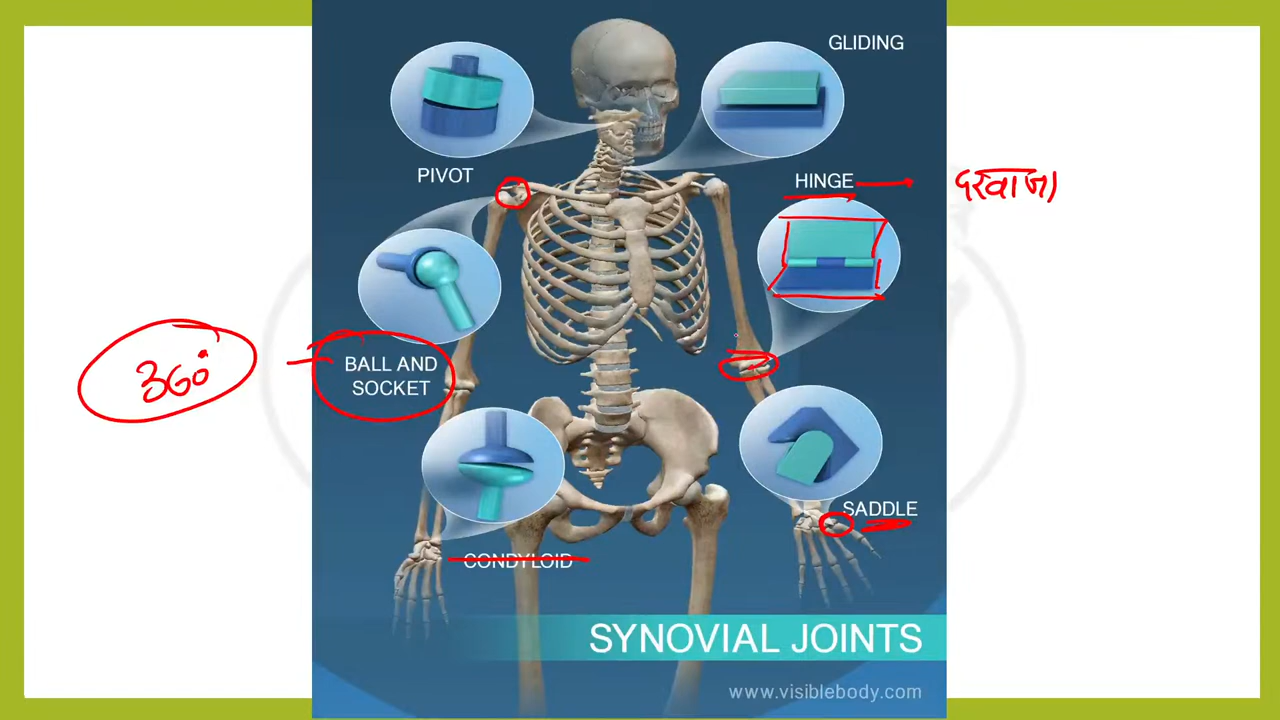 GLIDING
PIVOT
HINGE
दरवाजा
360°
BALL AND
SOCKET
SADDLE
CONDYLOID
SYNOVIAL JOINTS
www.visiblebody.com